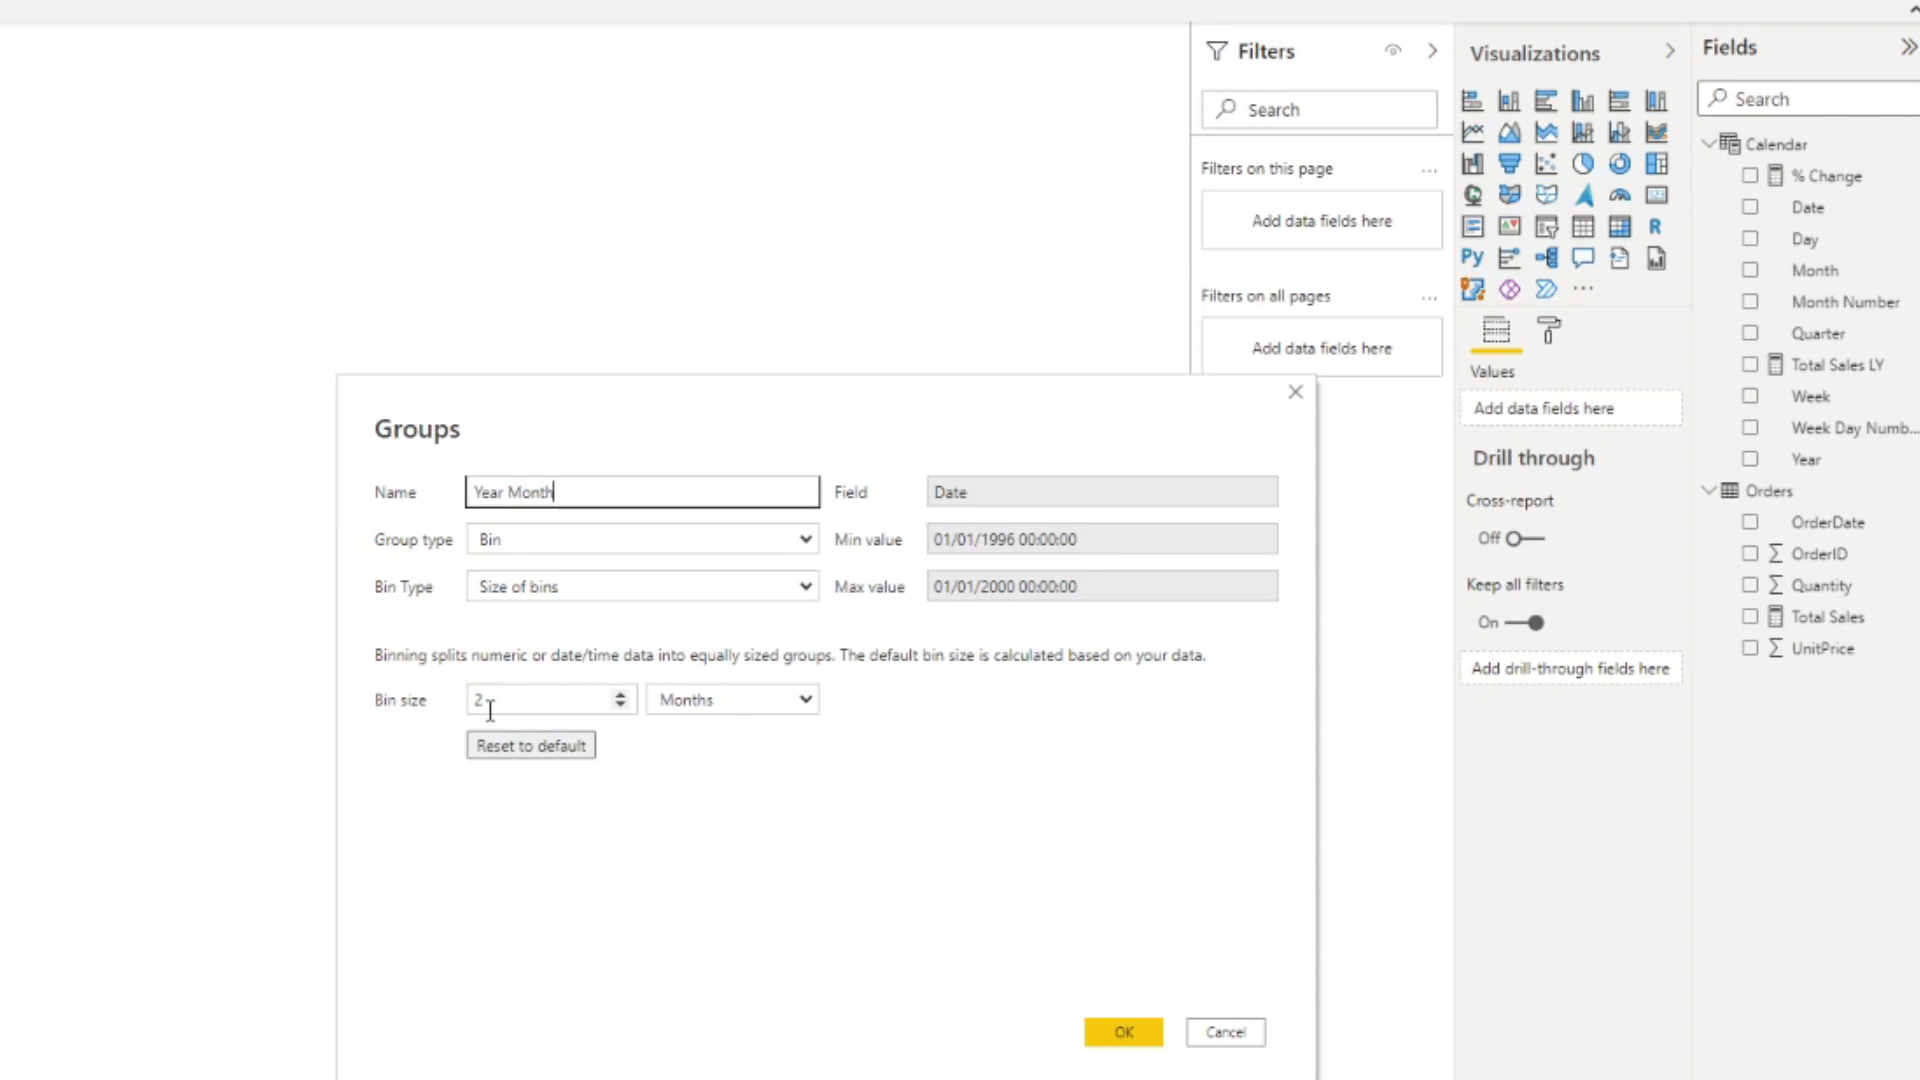 Filters
Search
Filters on this page
...
Add data fields here
Filters on all pages
...
Add data fields here
Visualizations
R
Py
...
Values
Add data fields here
Drill through
Cross-report
Off
Keep all filters
On
Add drill-through fields here
Fields
Search
Calendar
% Change
Date
Day
Month
Month Number
Quarter
Total Sales LY
Week
Week Day Numb...
Year
Orders
OrderDate
OrderID
Quantity
Total Sales
UnitPrice
Groups
Name Year Month Field Date
Group type Bin Min value 01/01/1996 00:00:00
Bin Type Size of bins Max value 01/01/2000 00:00:00
Binning splits numeric or date/time data into equally sized groups. The default bin size is calculated based on your data.
Bin size 2 Months
Reset to default
OK Cancel